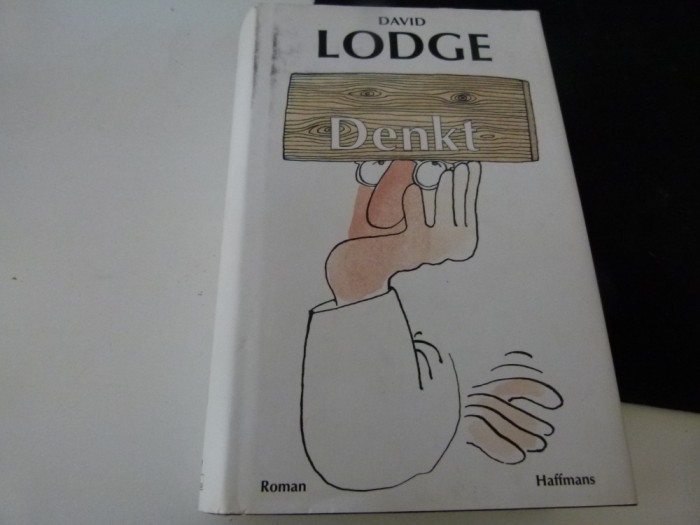 DAVID
LODGE
Denkt
Roman
Haffmans